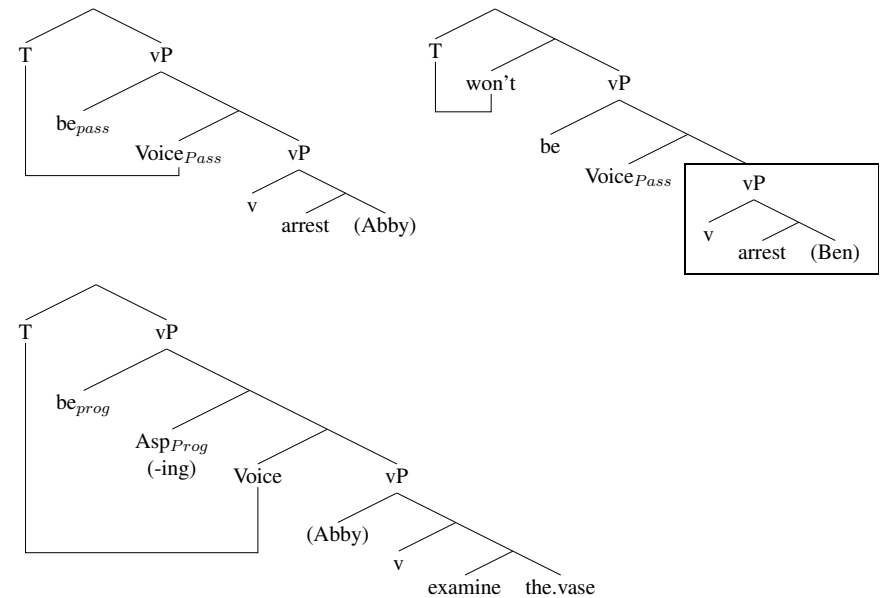 T vP
be_pass
Voice_Pass vP
v
arrest (Abby)
T
won't vP
be
Voice_Pass vP
v
arrest (Ben)
T vP
be_prog
Asp_Prog
(-ing)
Voice vP
(Abby)
v
examine the.vase